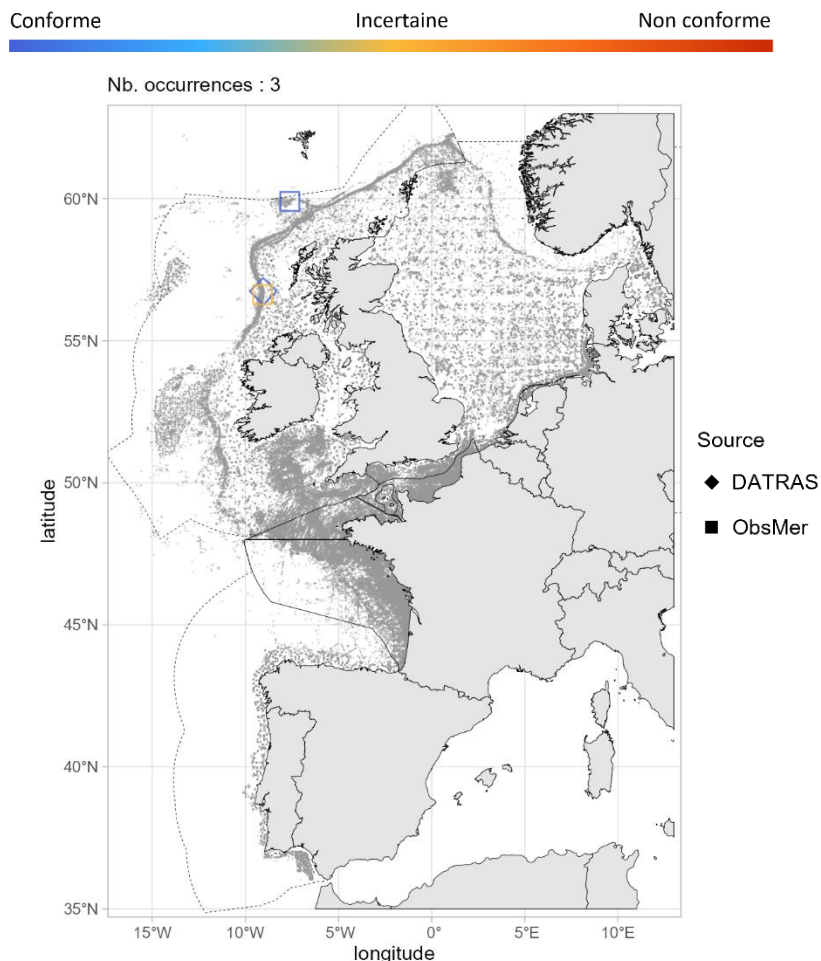 Conforme Incertaine Non conforme
Nb. occurrences : 3
60°N
55°N
50°N
45°N
40°N
35°N
latitude
15°W 10°W 5°W 0° 5°E 10°E
longitude
Source
DATRAS
ObsMer